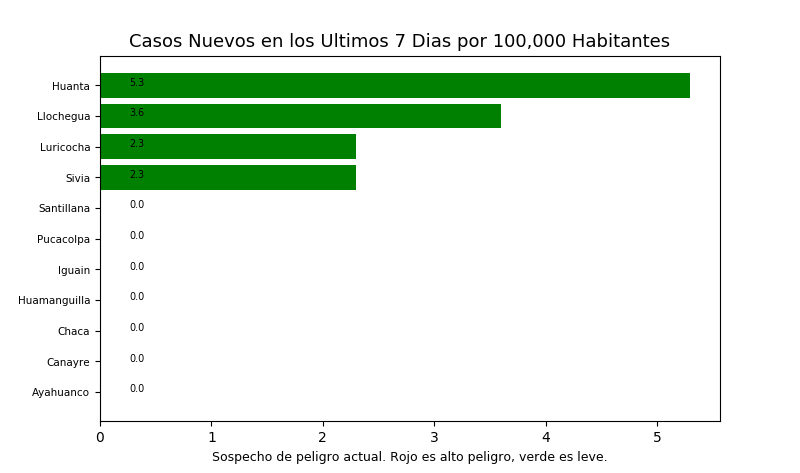 Casos Nuevos en los Ultimos 7 Dias por 100,000 Habitantes
Huanta 5.3
Llochegua 3.6
Luricocha 2.3
Sivia 2.3
Santillana 0.0
Pucacolpa 0.0
Iguain 0.0
Huamanguilla 0.0
Chaca 0.0
Canayre 0.0
Ayahuanco 0.0
0 1 2 3 4 5
Sospecho de peligro actual. Rojo es alto peligro, verde es leve.